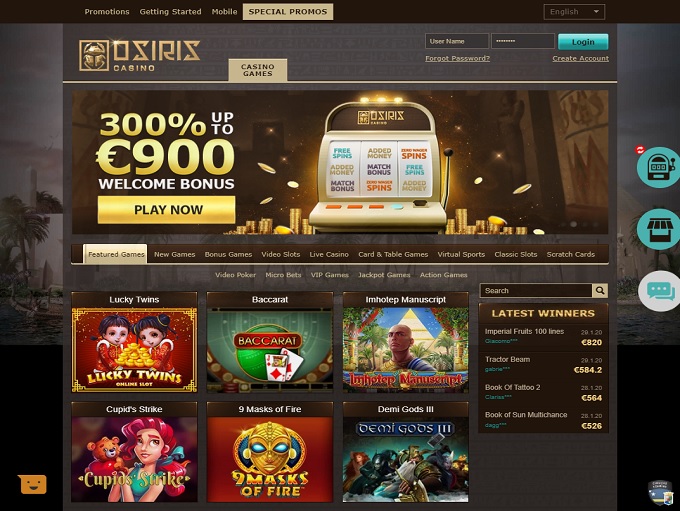 Promotions Getting Started Mobile SPECIAL PROMOS English
OSIRIS
CASINO
CASINO
GAMES
User Name ········ Login
Forgot Password? Create Account
OSIRIS
CASINO
300% UP TO
€900
WELCOME BONUS
PLAY NOW
FREE SPINS ADDED MONEY ZERO WAGER SPINS
ADDED MONEY MATCH BONUS FREE SPINS
MATCH BONUS ZERO WAGER SPINS ADDED MONEY
Featured Games New Games Bonus Games Video Slots Live Casino Card & Table Games Virtual Sports Classic Slots Scratch Cards
Video Poker Micro Bets VIP Games Jackpot Games Action Games
Search
Lucky Twins Baccarat Imhotep Manuscript
LUCKY TWINS
ONLINE SLOT
BACCARAT
Imhotep Manuscript
LATEST WINNERS
Imperial Fruits 100 lines 29.1.20
Giacomo*** €820
Tractor Beam 29.1.20
gabrie*** €584.2
Book Of Tattoo 2 28.1.20
Clarise*** €564
Book of Sun Multichance 28.1.20
dagg*** €526
Cupid's Strike 9 Masks of Fire Demi Gods III
Cupids' Strike
9 MASKS
OF FIRE
DEMI GODS III